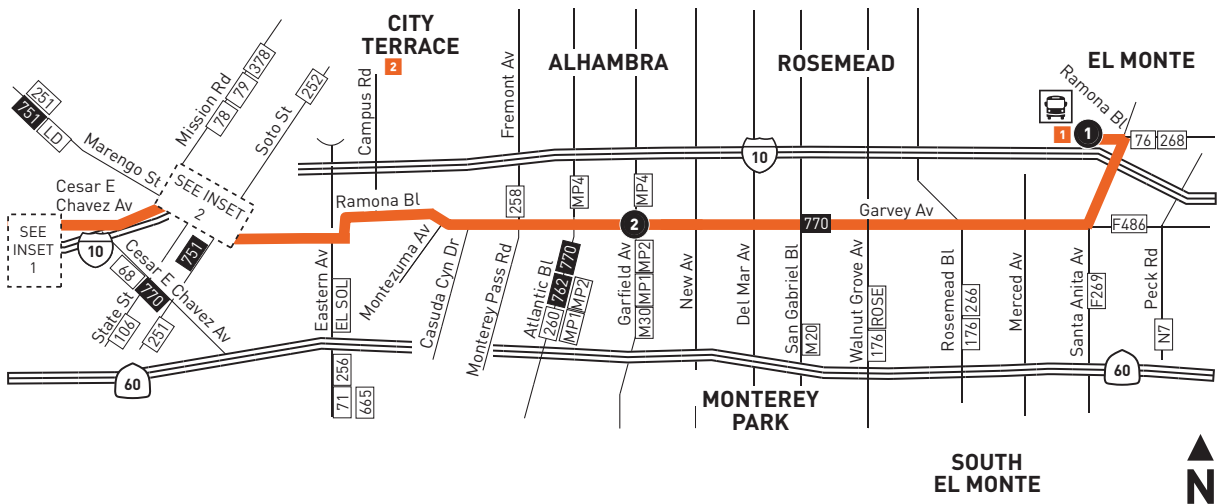 CITY
TERRACE
2
ALHAMBRA
ROSEMEAD
EL MONTE
251
751
LD
Marengo St
Mission Rd
78
79
378
Soto St
252
Campus Rd
Fremont Av
Ramona Bl
1
1
76
268
10
Cesar E
Chavez Av
SEE INSET
2
SEE
INSET
1
10
Ramona Bl
258
MP4
MP4
2
770
Garvey Av
F486
68
770
Cesar E Chavez Av
751
State St
106
251
Eastern Av
EL SOL
256
71
665
Montezuma Av
Casuda Cyn Dr
Monterey Pass Rd
Atlantic Bl
260
762
770
MP1
MP2
Garfield Av
M30
MP1
MP2
MP2
New Av
Del Mar Av
San Gabriel Bl
M20
Walnut Grove Av
176
ROSE
Rosemead Bl
176
266
Merced Av
Santa Anita Av
F269
Peck Rd
N7
60
60
MONTEREY
PARK
SOUTH
EL MONTE
N